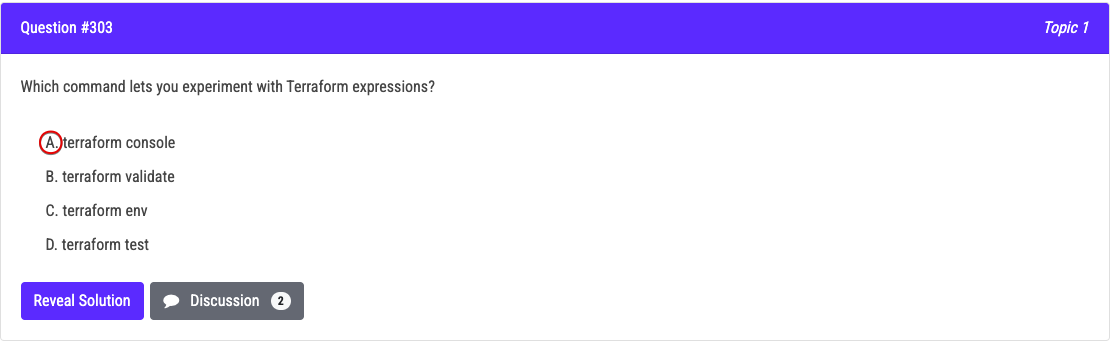 Question #303 Topic 1
Which command lets you experiment with Terraform expressions?
A. terraform console
B. terraform validate
C. terraform env
D. terraform test
Reveal Solution Discussion 2